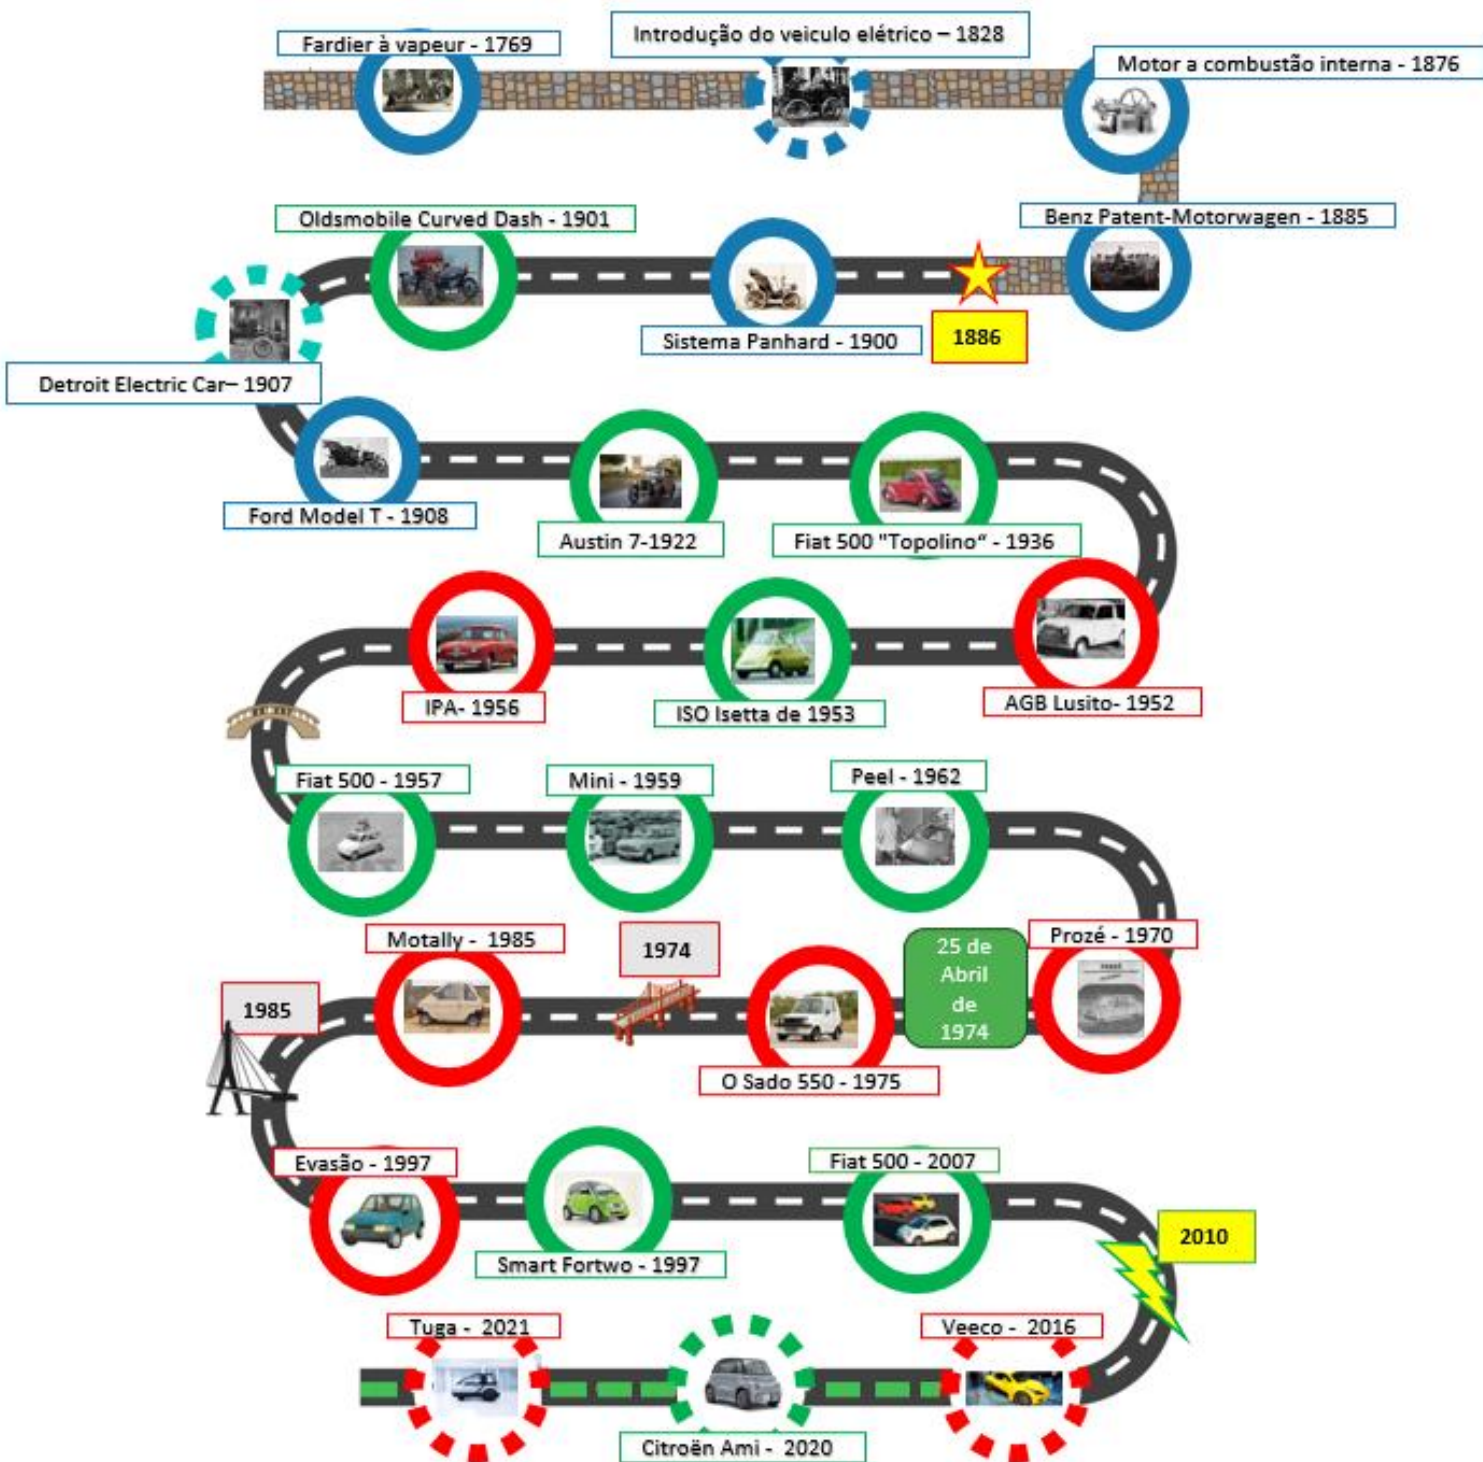 Fardier à vapeur - 1769
Introdução do veiculo elétrico – 1828
Motor a combustão interna - 1876
Benz Patent-Motorwagen - 1885
1886
Sistema Panhard - 1900
Oldsmobile Curved Dash - 1901
Detroit Electric Car– 1907
Ford Model T - 1908
Austin 7-1922
Fiat 500 "Topolino“ - 1936
AGB Lusito- 1952
ISO Isetta de 1953
IPA- 1956
Fiat 500 - 1957
Mini - 1959
Peel - 1962
Prozé - 1970
25 de
Abril
de
1974
O Sado 550 - 1975
1974
Motally -  1985
1985
Evasão - 1997
Smart Fortwo - 1997
Fiat 500 - 2007
2010
Veeco -  2016
Citroën Ami -  2020
Tuga -  2021